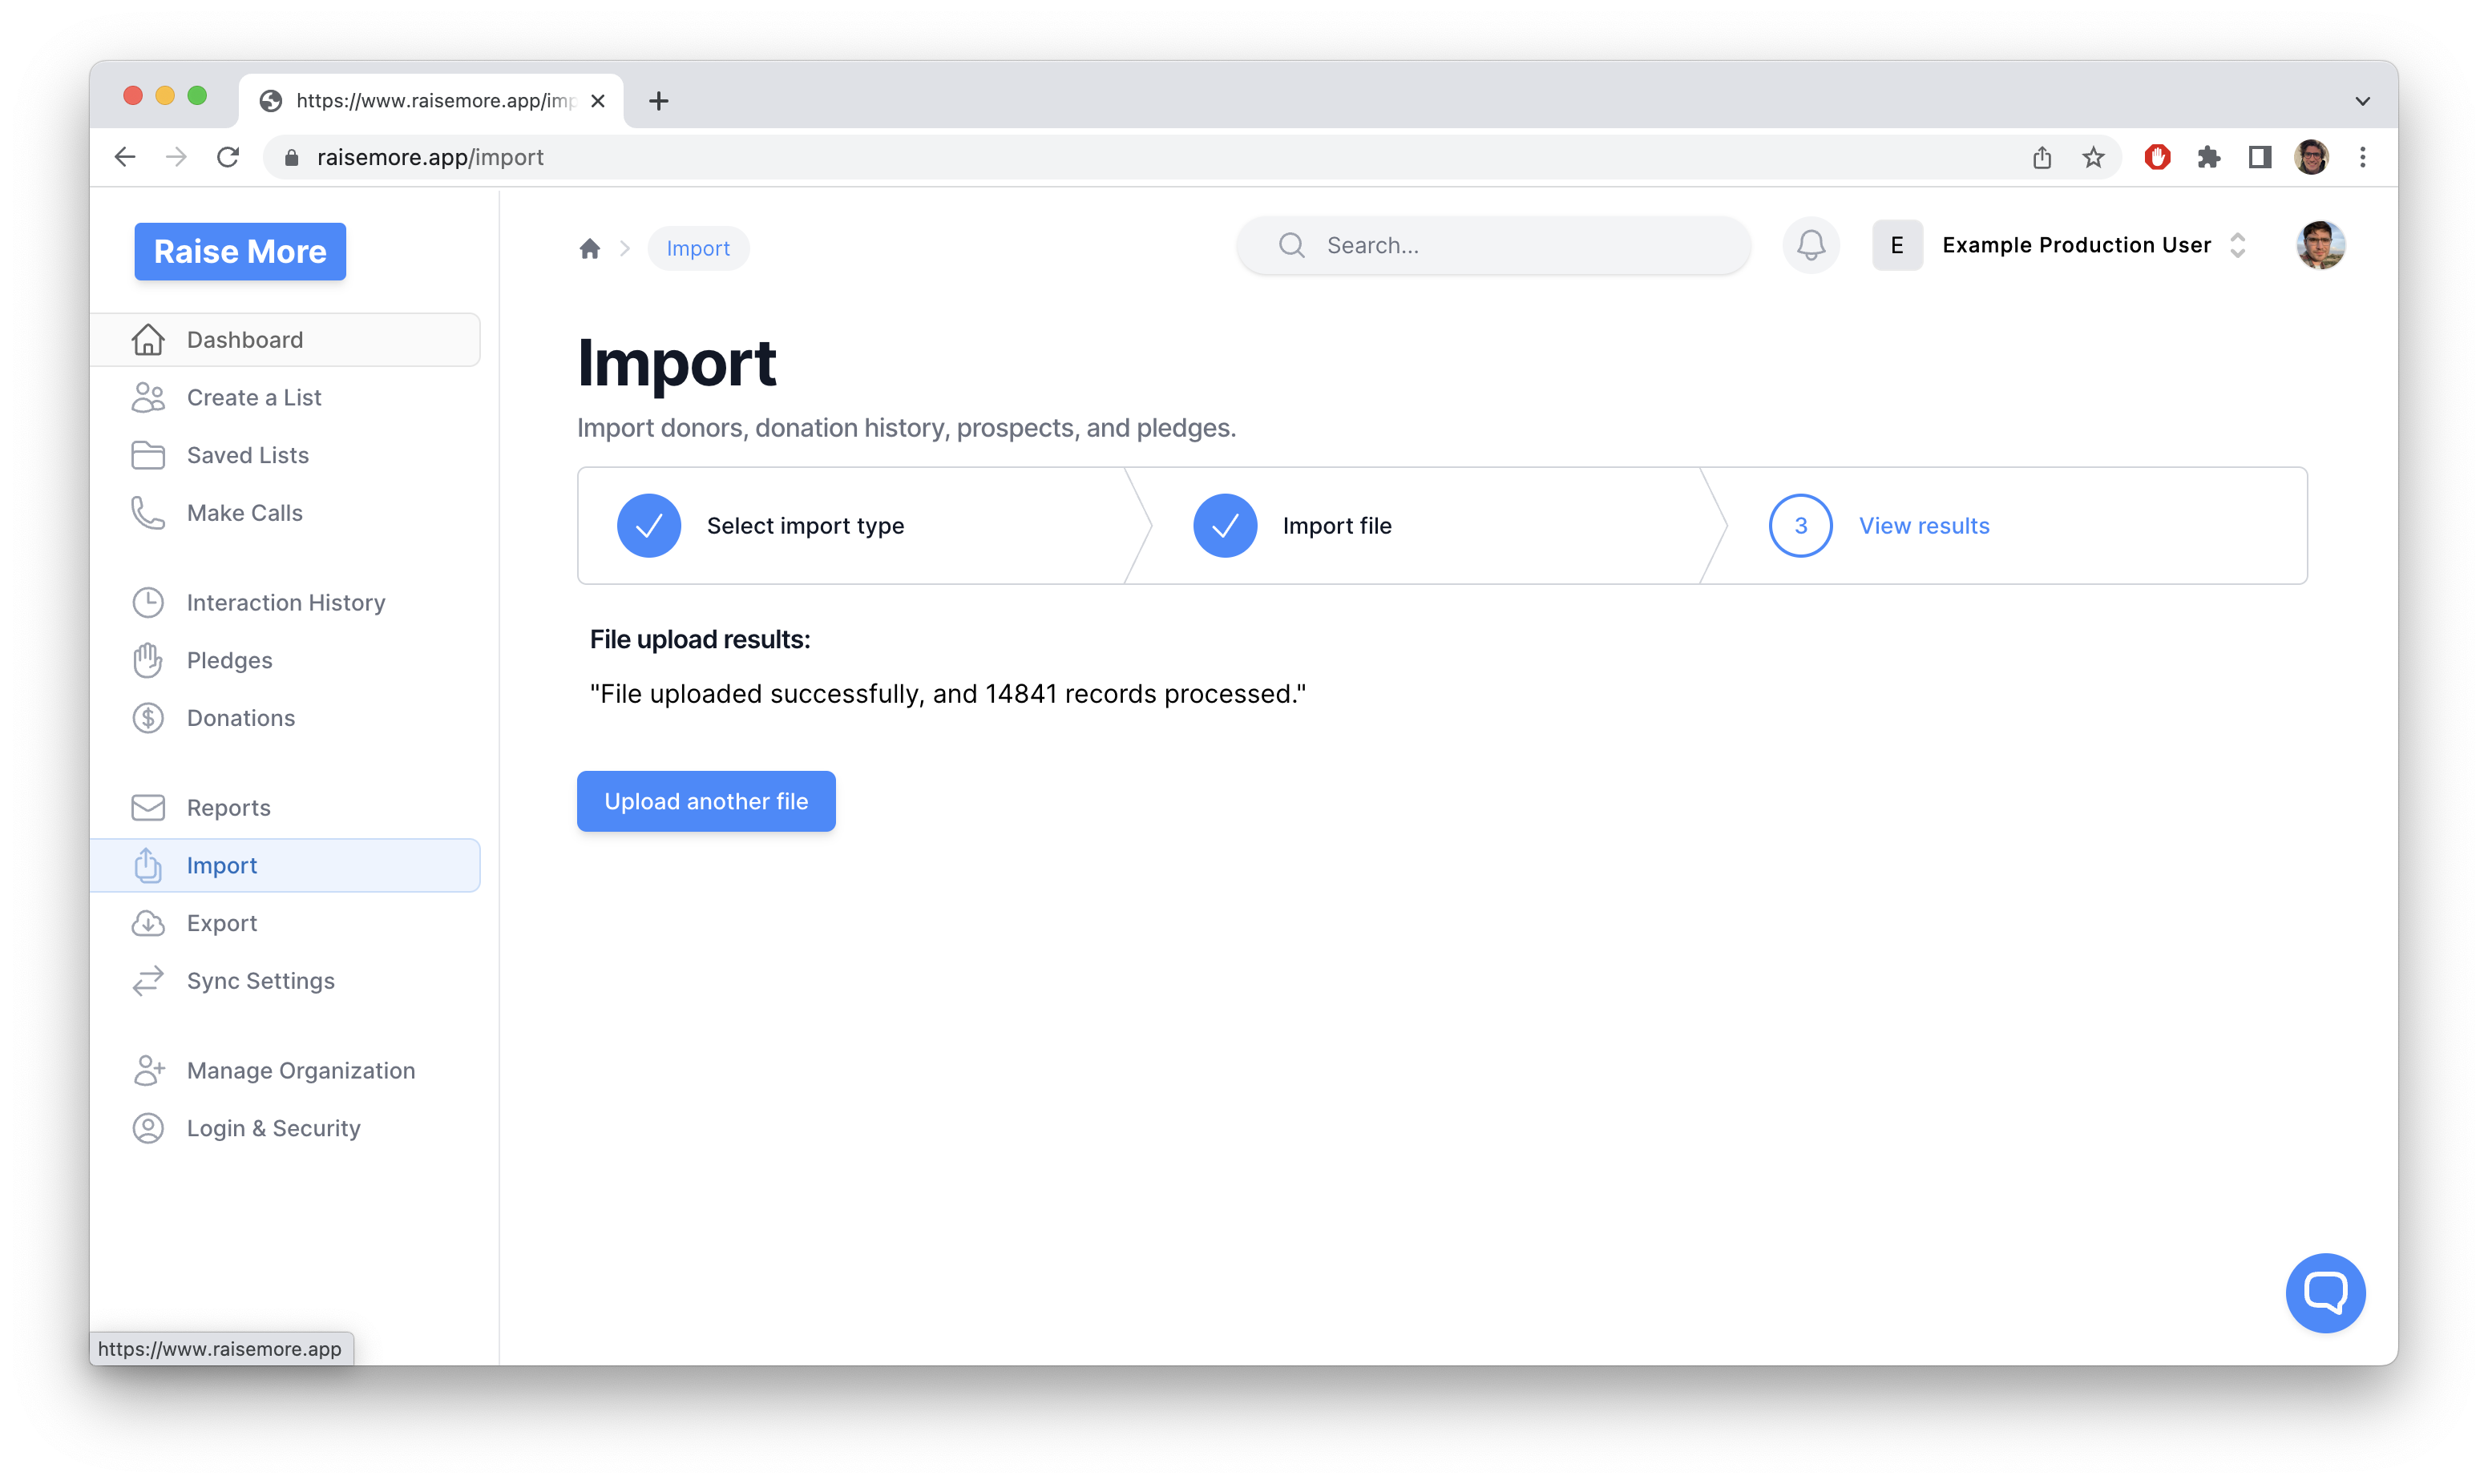 https://www.raisemore.app/imp
raisemore.app/import
Raise More
Import
Search...
E
Example Production User
Dashboard
Create a List
Saved Lists
Make Calls
Interaction History
Pledges
Donations
Reports
Import
Export
Sync Settings
Manage Organization
Login & Security
Import
Import donors, donation history, prospects, and pledges.
Select import type
Import file
3
View results
File upload results:
"File uploaded successfully, and 14841 records processed."
Upload another file
https://www.raisemore.app